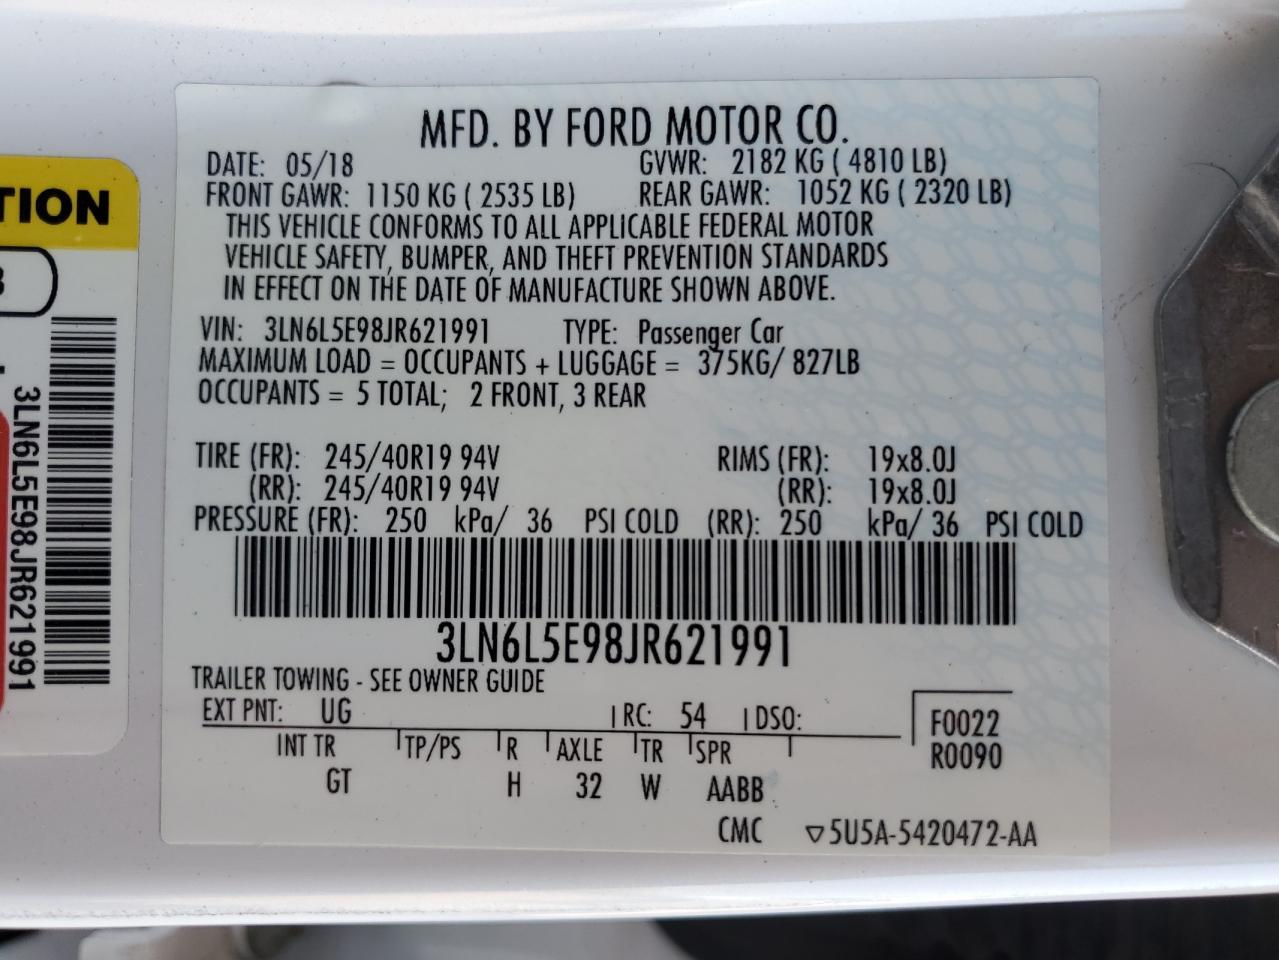 MFD. BY FORD MOTOR CO.
DATE: 05/18 GVWR: 2182 KG ( 4810 LB)
FRONT GAWR: 1150 KG ( 2535 LB) REAR GAWR: 1052 KG ( 2320 LB)
THIS VEHICLE CONFORMS TO ALL APPLICABLE FEDERAL MOTOR
VEHICLE SAFETY, BUMPER, AND THEFT PREVENTION STANDARDS
IN EFFECT ON THE DATE OF MANUFACTURE SHOWN ABOVE.
VIN: 3LN6L5E98JR621991 TYPE: Passenger Car
MAXIMUM LOAD = OCCUPANTS + LUGGAGE = 375KG/ 827LB
OCCUPANTS = 5 TOTAL; 2 FRONT, 3 REAR
TIRE (FR): 245/40R19 94V RIMS (FR): 19x8.0J
(RR): 245/40R19 94V (RR): 19x8.0J
PRESSURE (FR): 250 kPa/ 36 PSI COLD (RR): 250 kPa/ 36 PSI COLD
3LN6L5E98JR621991
TRAILER TOWING - SEE OWNER GUIDE
EXT PNT: UG RC: 54 DSO:
F0022
R0090
INT TR TP/PS R AXLE TR SPR
GT H 32 W AABB
CMC ▽5U5A-5420472-AA
TION
3LN6L5E98JR621991